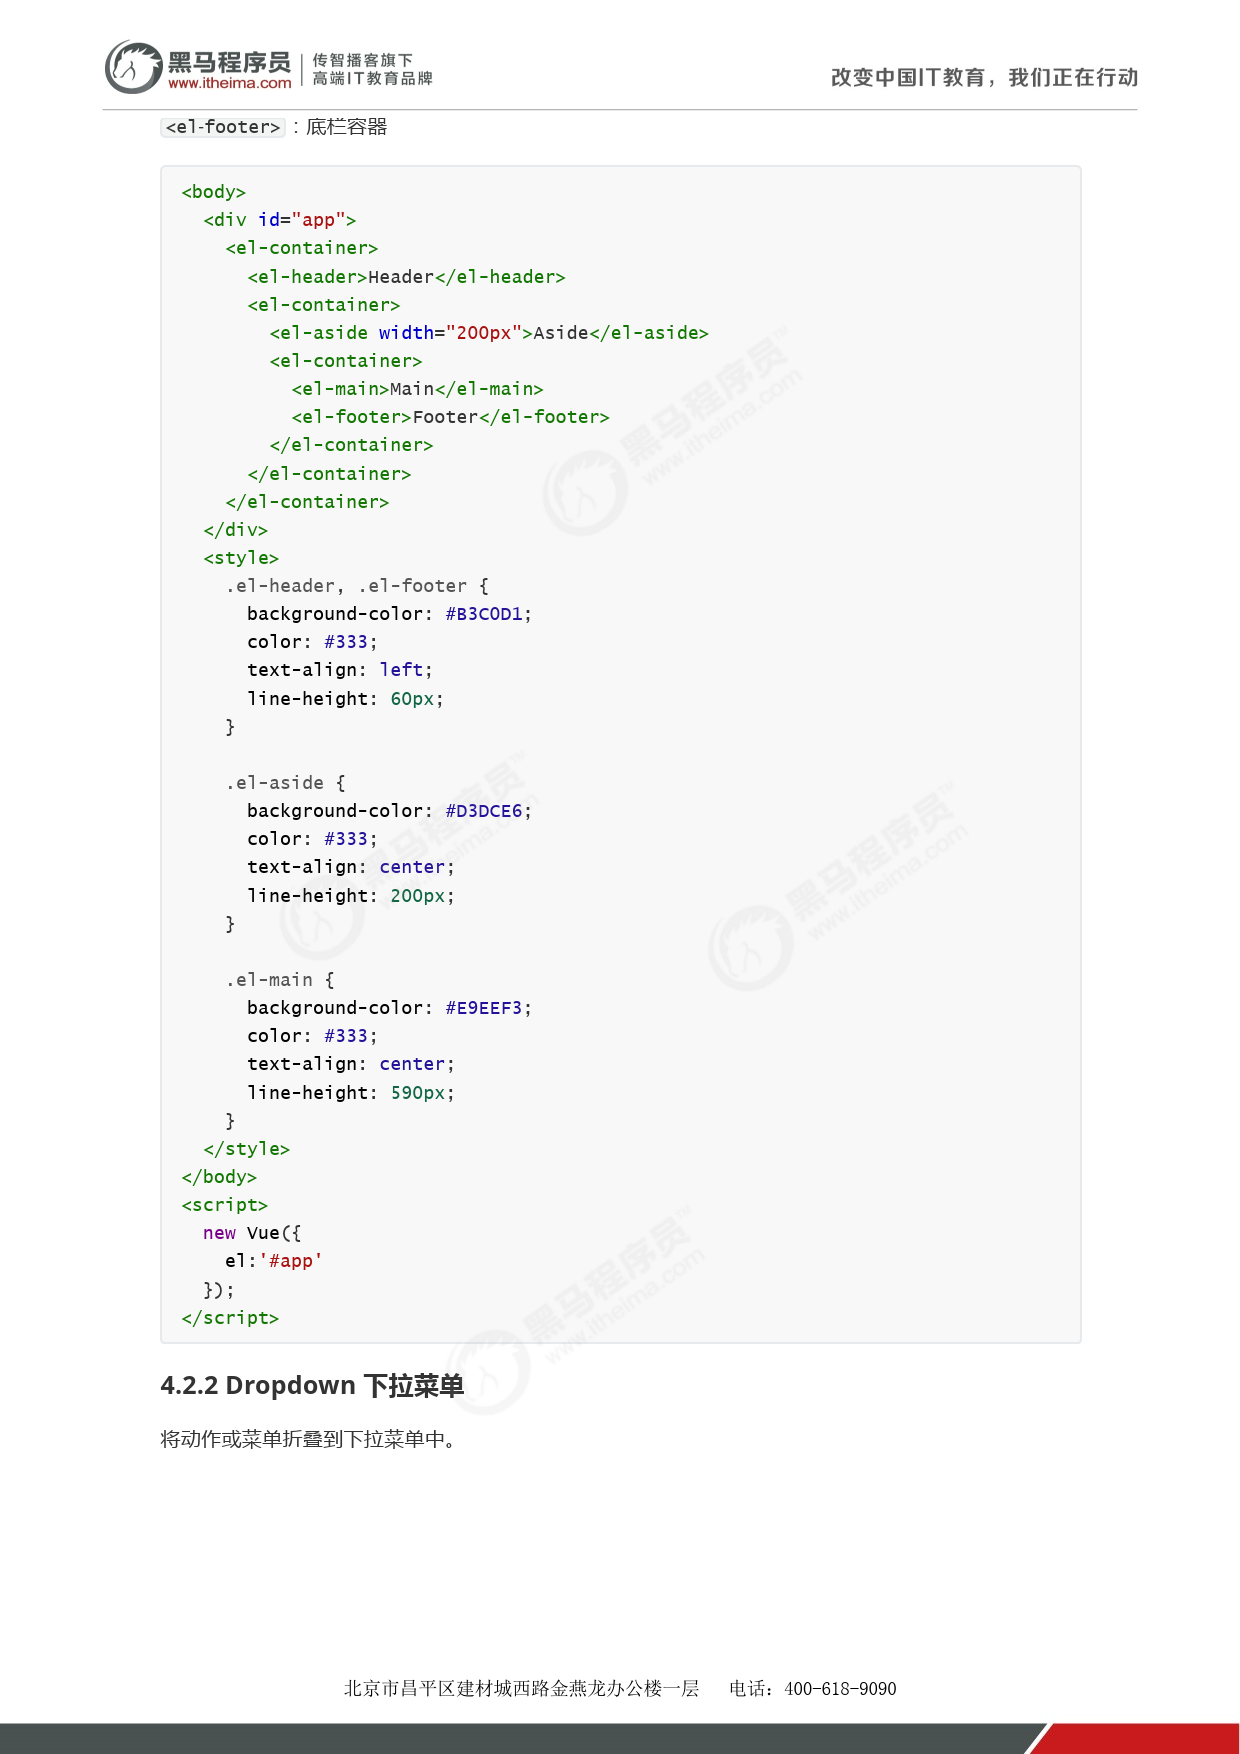 黑马程序员
www.itheima.com
传智播客旗下
高端IT教育品牌
改变中国IT教育，我们正在行动
<el-footer>：底栏容器
<body>
  <div id="app">
    <el-container>
      <el-header>Header</el-header>
      <el-container>
        <el-aside width="200px">Aside</el-aside>
        <el-container>
          <el-main>Main</el-main>
          <el-footer>Footer</el-footer>
        </el-container>
      </el-container>
    </el-container>
  </div>
  <style>
    .el-header, .el-footer {
      background-color: #B3C0D1;
      color: #333;
      text-align: left;
      line-height: 60px;
    }

    .el-aside {
      background-color: #D3DCE6;
      color: #333;
      text-align: center;
      line-height: 200px;
    }

    .el-main {
      background-color: #E9EEF3;
      color: #333;
      text-align: center;
      line-height: 590px;
    }
  </style>
</body>
<script>
  new Vue({
    el:'#app'
  });
</script>
4.2.2 Dropdown 下拉菜单
将动作或菜单折叠到下拉菜单中。
北京市昌平区建材城西路金燕龙办公楼一层 电话：400-618-9090